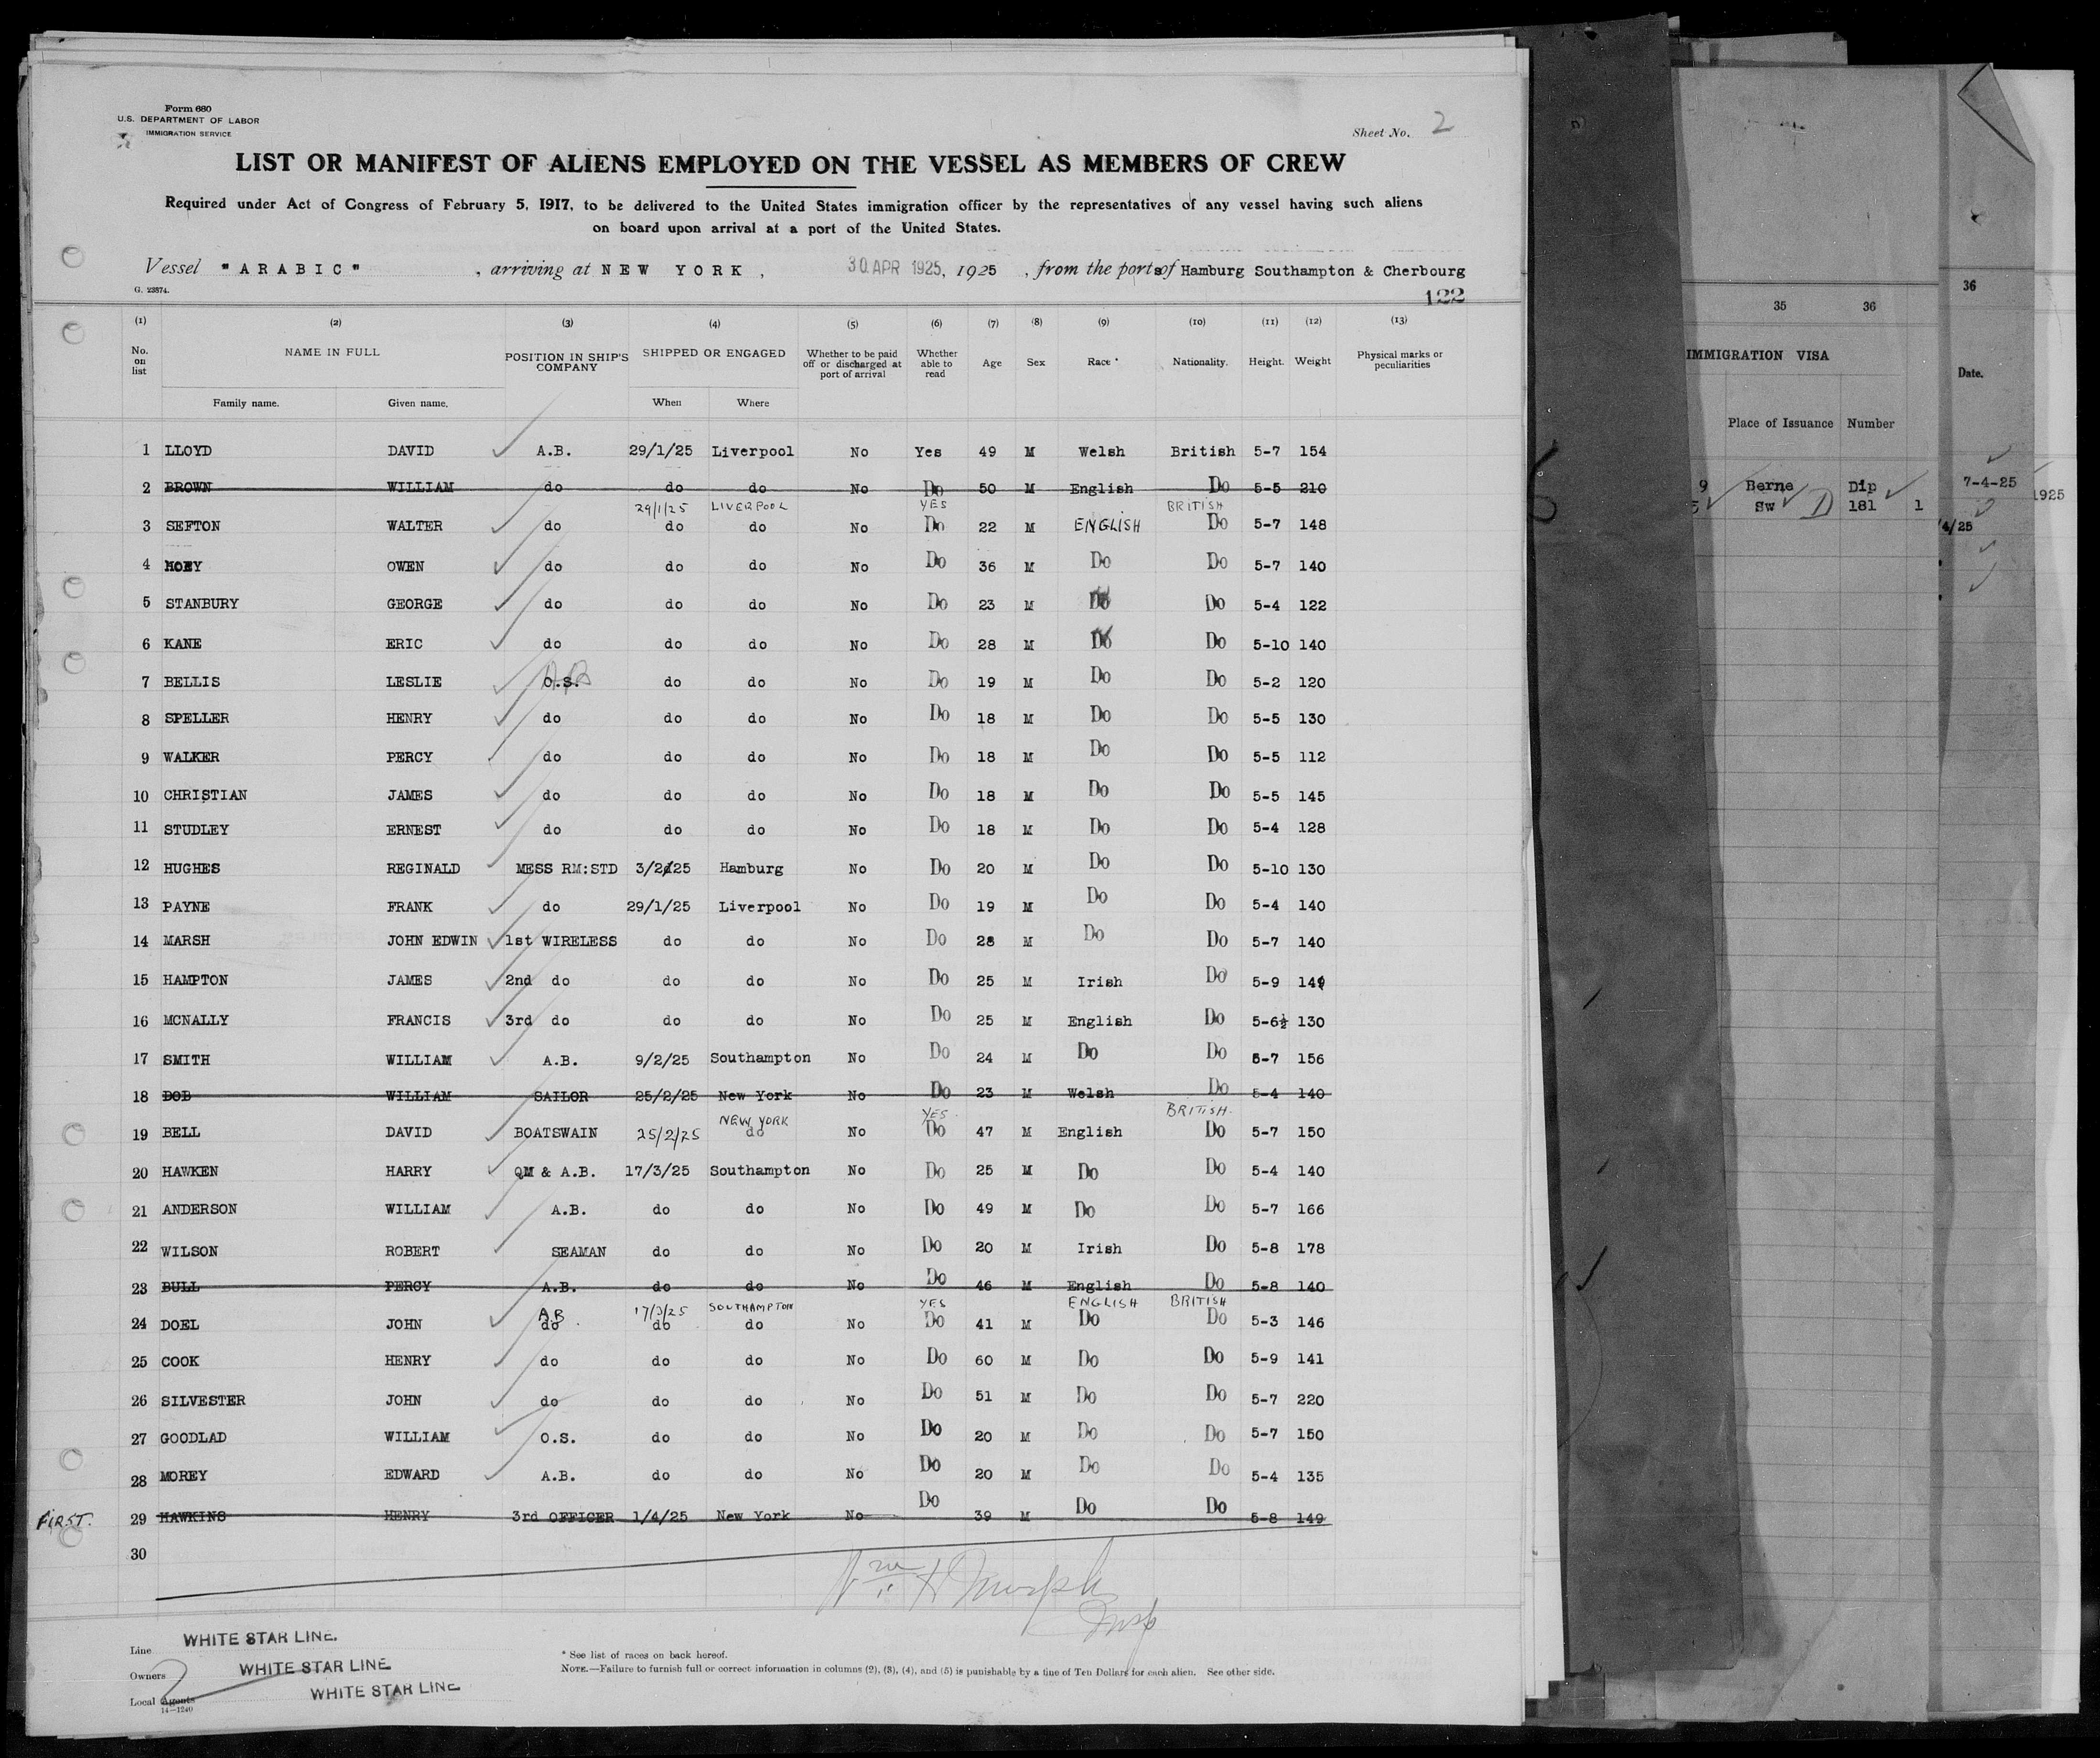 Form 680
U.S. DEPARTMENT OF LABOR
IMMIGRATION SERVICE
Sheet No. 2
LIST OR MANIFEST OF ALIENS EMPLOYED ON THE VESSEL AS MEMBERS OF CREW
Required under Act of Congress of February 5, 1917, to be delivered to the United States immigration officer by the representatives of any vessel having such aliens
on board upon arrival at a port of the United States.
Vessel "ARABIC" , arriving at NEW YORK , 30 APR 1925, 1925 , from the ports of Hamburg Southampton & Cherbourg
G. 23874.
122
(1) (2) (3) (4) (5) (6) (7) (8) (9) (10) (11) (12) (13)
No. on list NAME IN FULL POSITION IN SHIP'S COMPANY SHIPPED OR ENGAGED Whether to be paid off or discharged at port of arrival Whether able to read Age Sex Race * Nationality. Height. Weight Physical marks or peculiarities
Family name. Given name. When Where
1 LLOYD DAVID A.B. 29/1/25 Liverpool No Yes 49 M Welsh British 5-7 154
2 BROWN WILLIAM do do do No Do 50 M English Do 5-5 210
29/1/25 LIVERPOOL YES BRITISH
3 SEFTON WALTER do do do No Do 22 M ENGLISH Do 5-7 148
4 OWEN do do do No Do 36 M Do Do 5-7 140
5 STANBURY GEORGE do do do No Do 23 M Do Do 5-4 122
6 KANE ERIC do do do No Do 28 M Do Do 5-10 140
7 BELLIS LESLIE O.S. do do No Do 19 M Do Do 5-2 120
8 SPELLER HENRY do do do No Do 18 M Do Do 5-5 130
9 WALKER PERCY do do do No Do 18 M Do Do 5-5 112
10 CHRISTIAN JAMES do do do No Do 18 M Do Do 5-5 145
11 STUDLEY ERNEST do do do No Do 18 M Do Do 5-4 128
12 HUGHES REGINALD MESS RM:STD 3/2/25 Hamburg No Do 20 M Do Do 5-10 130
13 PAYNE FRANK do 29/1/25 Liverpool No Do 19 M Do Do 5-4 140
14 MARSH JOHN EDWIN 1st WIRELESS do do No Do 28 M Do Do 5-7 140
15 HAMPTON JAMES 2nd do do do No Do 25 M Irish Do 5-9 149
16 MCNALLY FRANCIS 3rd do do do No Do 25 M English Do 5-6½ 130
17 SMITH WILLIAM A.B. 9/2/25 Southampton No Do 24 M Do Do 5-7 156
18 DOB WILLIAM SAILOR 25/2/25 New York No Do 23 M Welsh Do 5-4 140
NEW YORK YES. BRITISH.
19 BELL DAVID BOATSWAIN 25/2/25 do No Do 47 M English Do 5-7 150
20 HAWKEN HARRY QM & A.B. 17/3/25 Southampton No Do 25 M Do Do 5-4 140
21 ANDERSON WILLIAM A.B. do do No Do 49 M Do Do 5-7 166
22 WILSON ROBERT SEAMAN do do No Do 20 M Irish Do 5-8 178
23 BULL PERCY A.B. do do No Do 46 M English Do 5-8 140
AB 17/3/25 SOUTHAMPTON YES ENGLISH BRITISH
24 DOEL JOHN do do do No Do 41 M Do Do 5-3 146
25 COOK HENRY do do do No Do 60 M Do Do 5-9 141
26 SILVESTER JOHN do do do No Do 51 M Do Do 5-7 220
27 GOODLAD WILLIAM O.S. do do No Do 20 M Do Do 5-7 150
28 MOREY EDWARD A.B. do do No Do 20 M Do Do 5-4 135
FIRST. 29 HAWKINS HENRY 3rd OFFICER 1/4/25 New York No Do 39 M Do Do 5-8 149
30
Wm H Murphy
Insp
Line WHITE STAR LINE.
Owners WHITE STAR LINE
Local Agents WHITE STAR LINE
14—1240
* See list of races on back hereof.
NOTE.—Failure to furnish full or correct information in columns (2), (3), (4), and (5) is punishable by a fine of Ten Dollars for each alien. See other side.
35 36
IMMIGRATION VISA
Place of Issuance Number
9 Berne Dip
Sw 181 1
36
Date.
7-4-25
4/25
1925